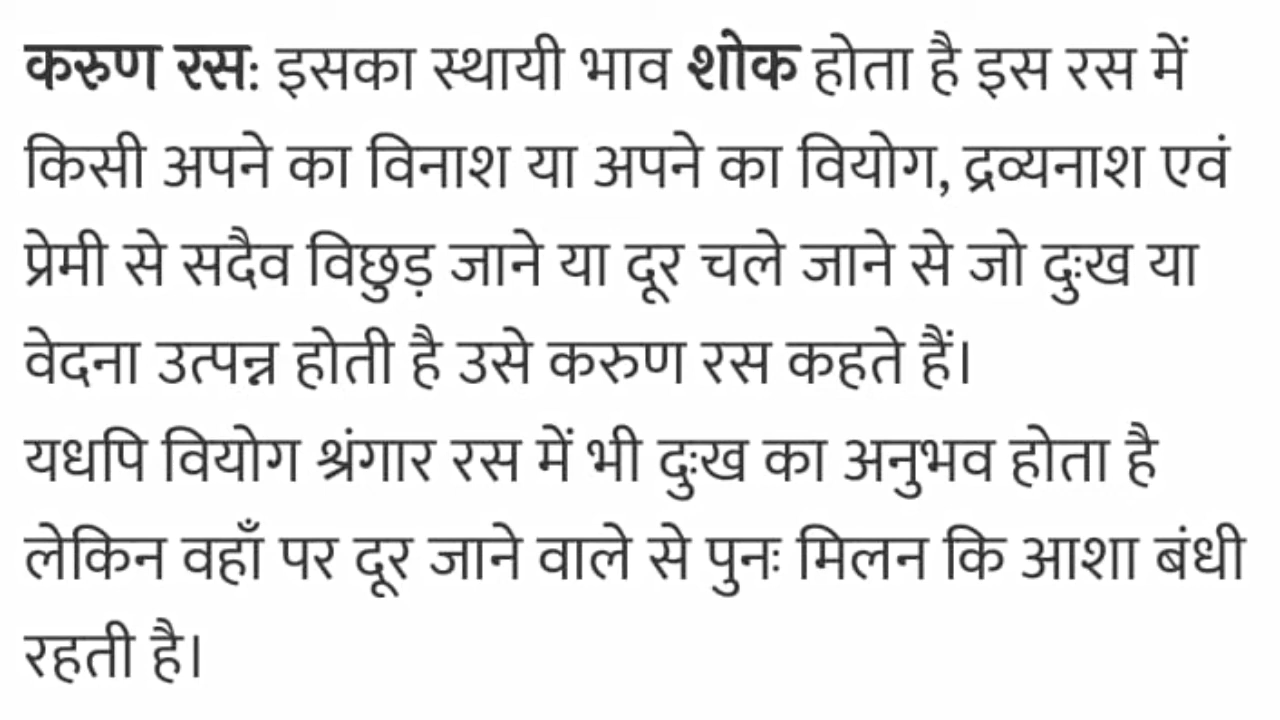 करुण रस: इसका स्थायी भाव शोक होता है इस रस में
किसी अपने का विनाश या अपने का वियोग, द्रव्यनाश एवं
प्रेमी से सदैव विछुड़ जाने या दूर चले जाने से जो दुःख या
वेदना उत्पन्न होती है उसे करुण रस कहते हैं।
यधपि वियोग श्रंगार रस में भी दुःख का अनुभव होता है
लेकिन वहाँ पर दूर जाने वाले से पुनः मिलन कि आशा बंधी
रहती है।